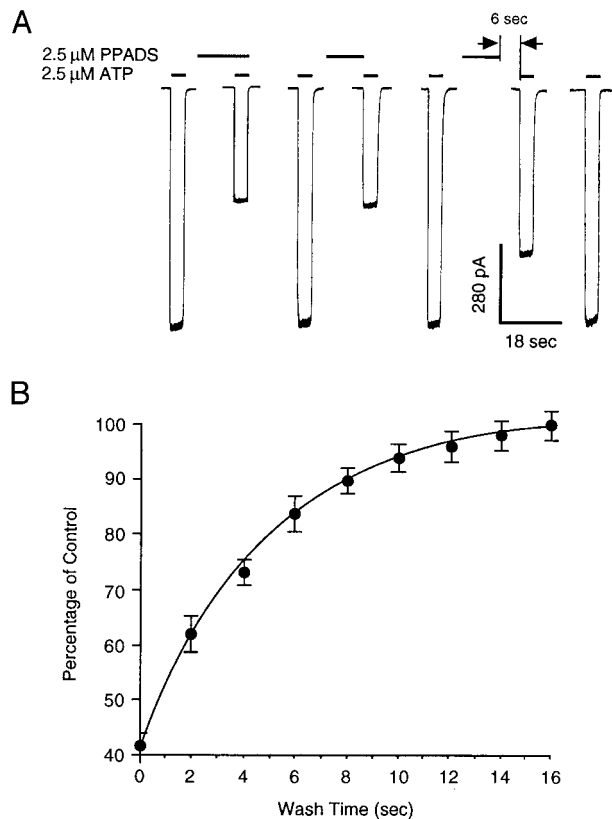 A
6 sec
2.5 µM PPADS
2.5 µM ATP
280 pA
18 sec
B
100
90
80
70
60
50
40
Percentage of Control
0 2 4 6 8 10 12 14 16
Wash Time (sec)